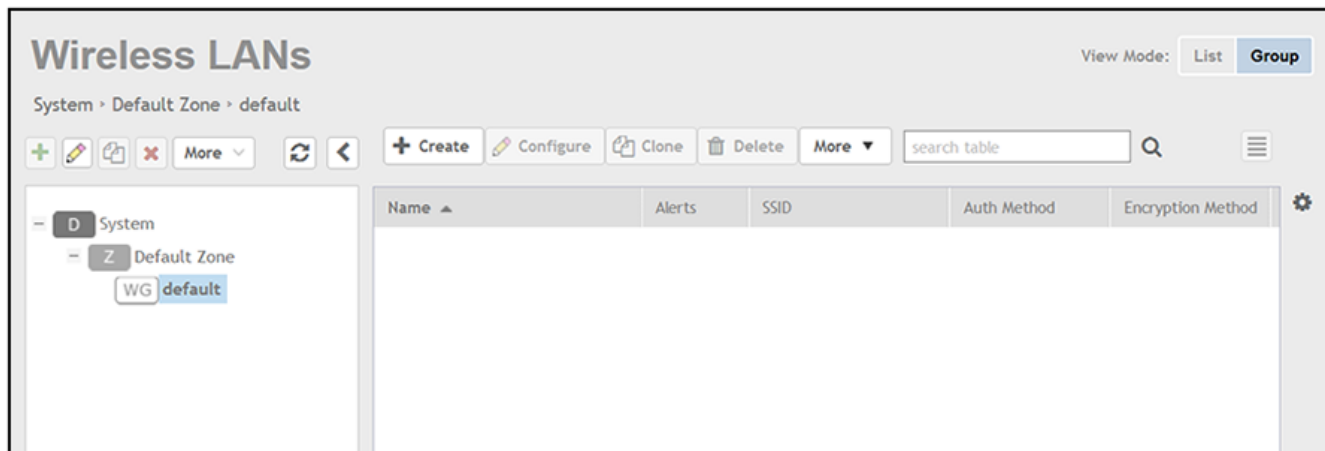 Wireless LANs
View Mode: List Group
System > Default Zone > default
More
Create Configure Clone Delete More search table
Name Alerts SSID Auth Method Encryption Method
D System
Z Default Zone
WG default